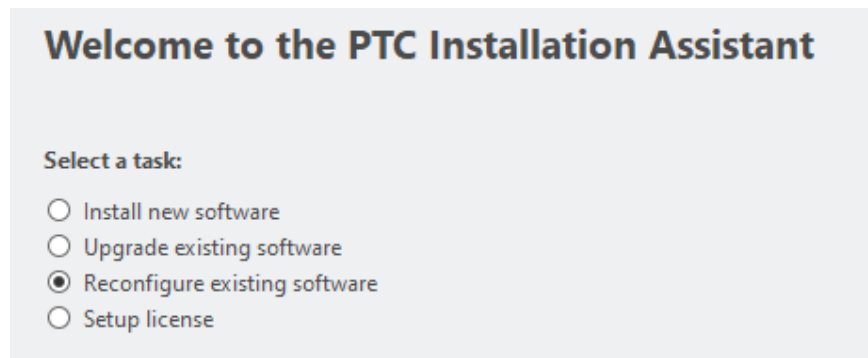 Welcome to the PTC Installation Assistant
Select a task:
Install new software
Upgrade existing software
Reconfigure existing software
Setup license